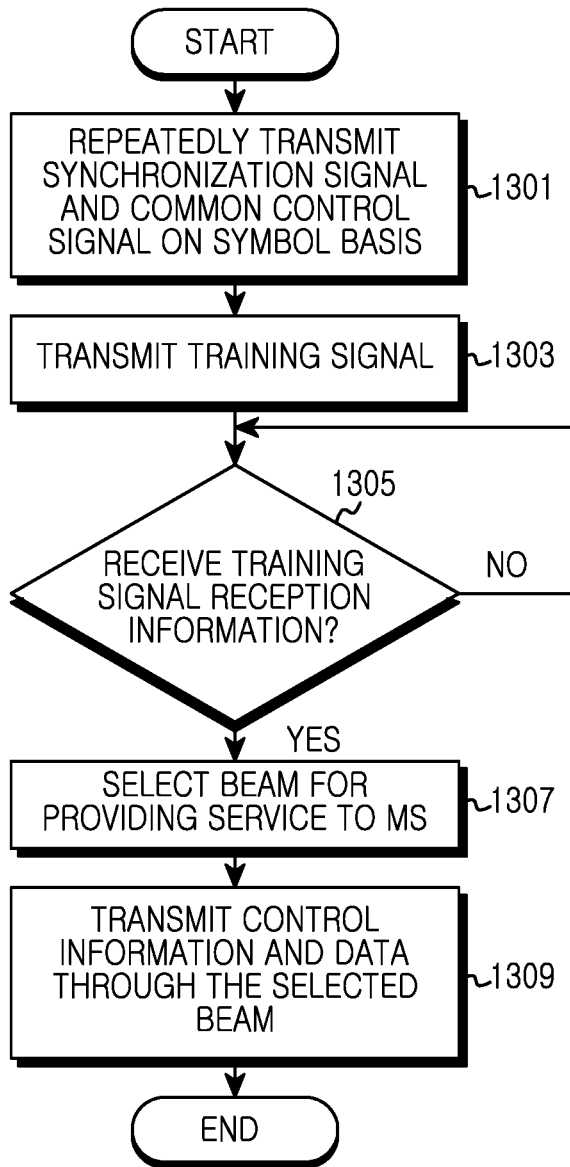 START
REPEATEDLY TRANSMIT
SYNCHRONIZATION SIGNAL
AND COMMON CONTROL
SIGNAL ON SYMBOL BASIS
1301
TRANSMIT TRAINING SIGNAL
1303
1305
RECEIVE TRAINING
SIGNAL RECEPTION
INFORMATION?
NO
YES
SELECT BEAM FOR
PROVIDING SERVICE TO MS
1307
TRANSMIT CONTROL
INFORMATION AND DATA
THROUGH THE SELECTED
BEAM
1309
END